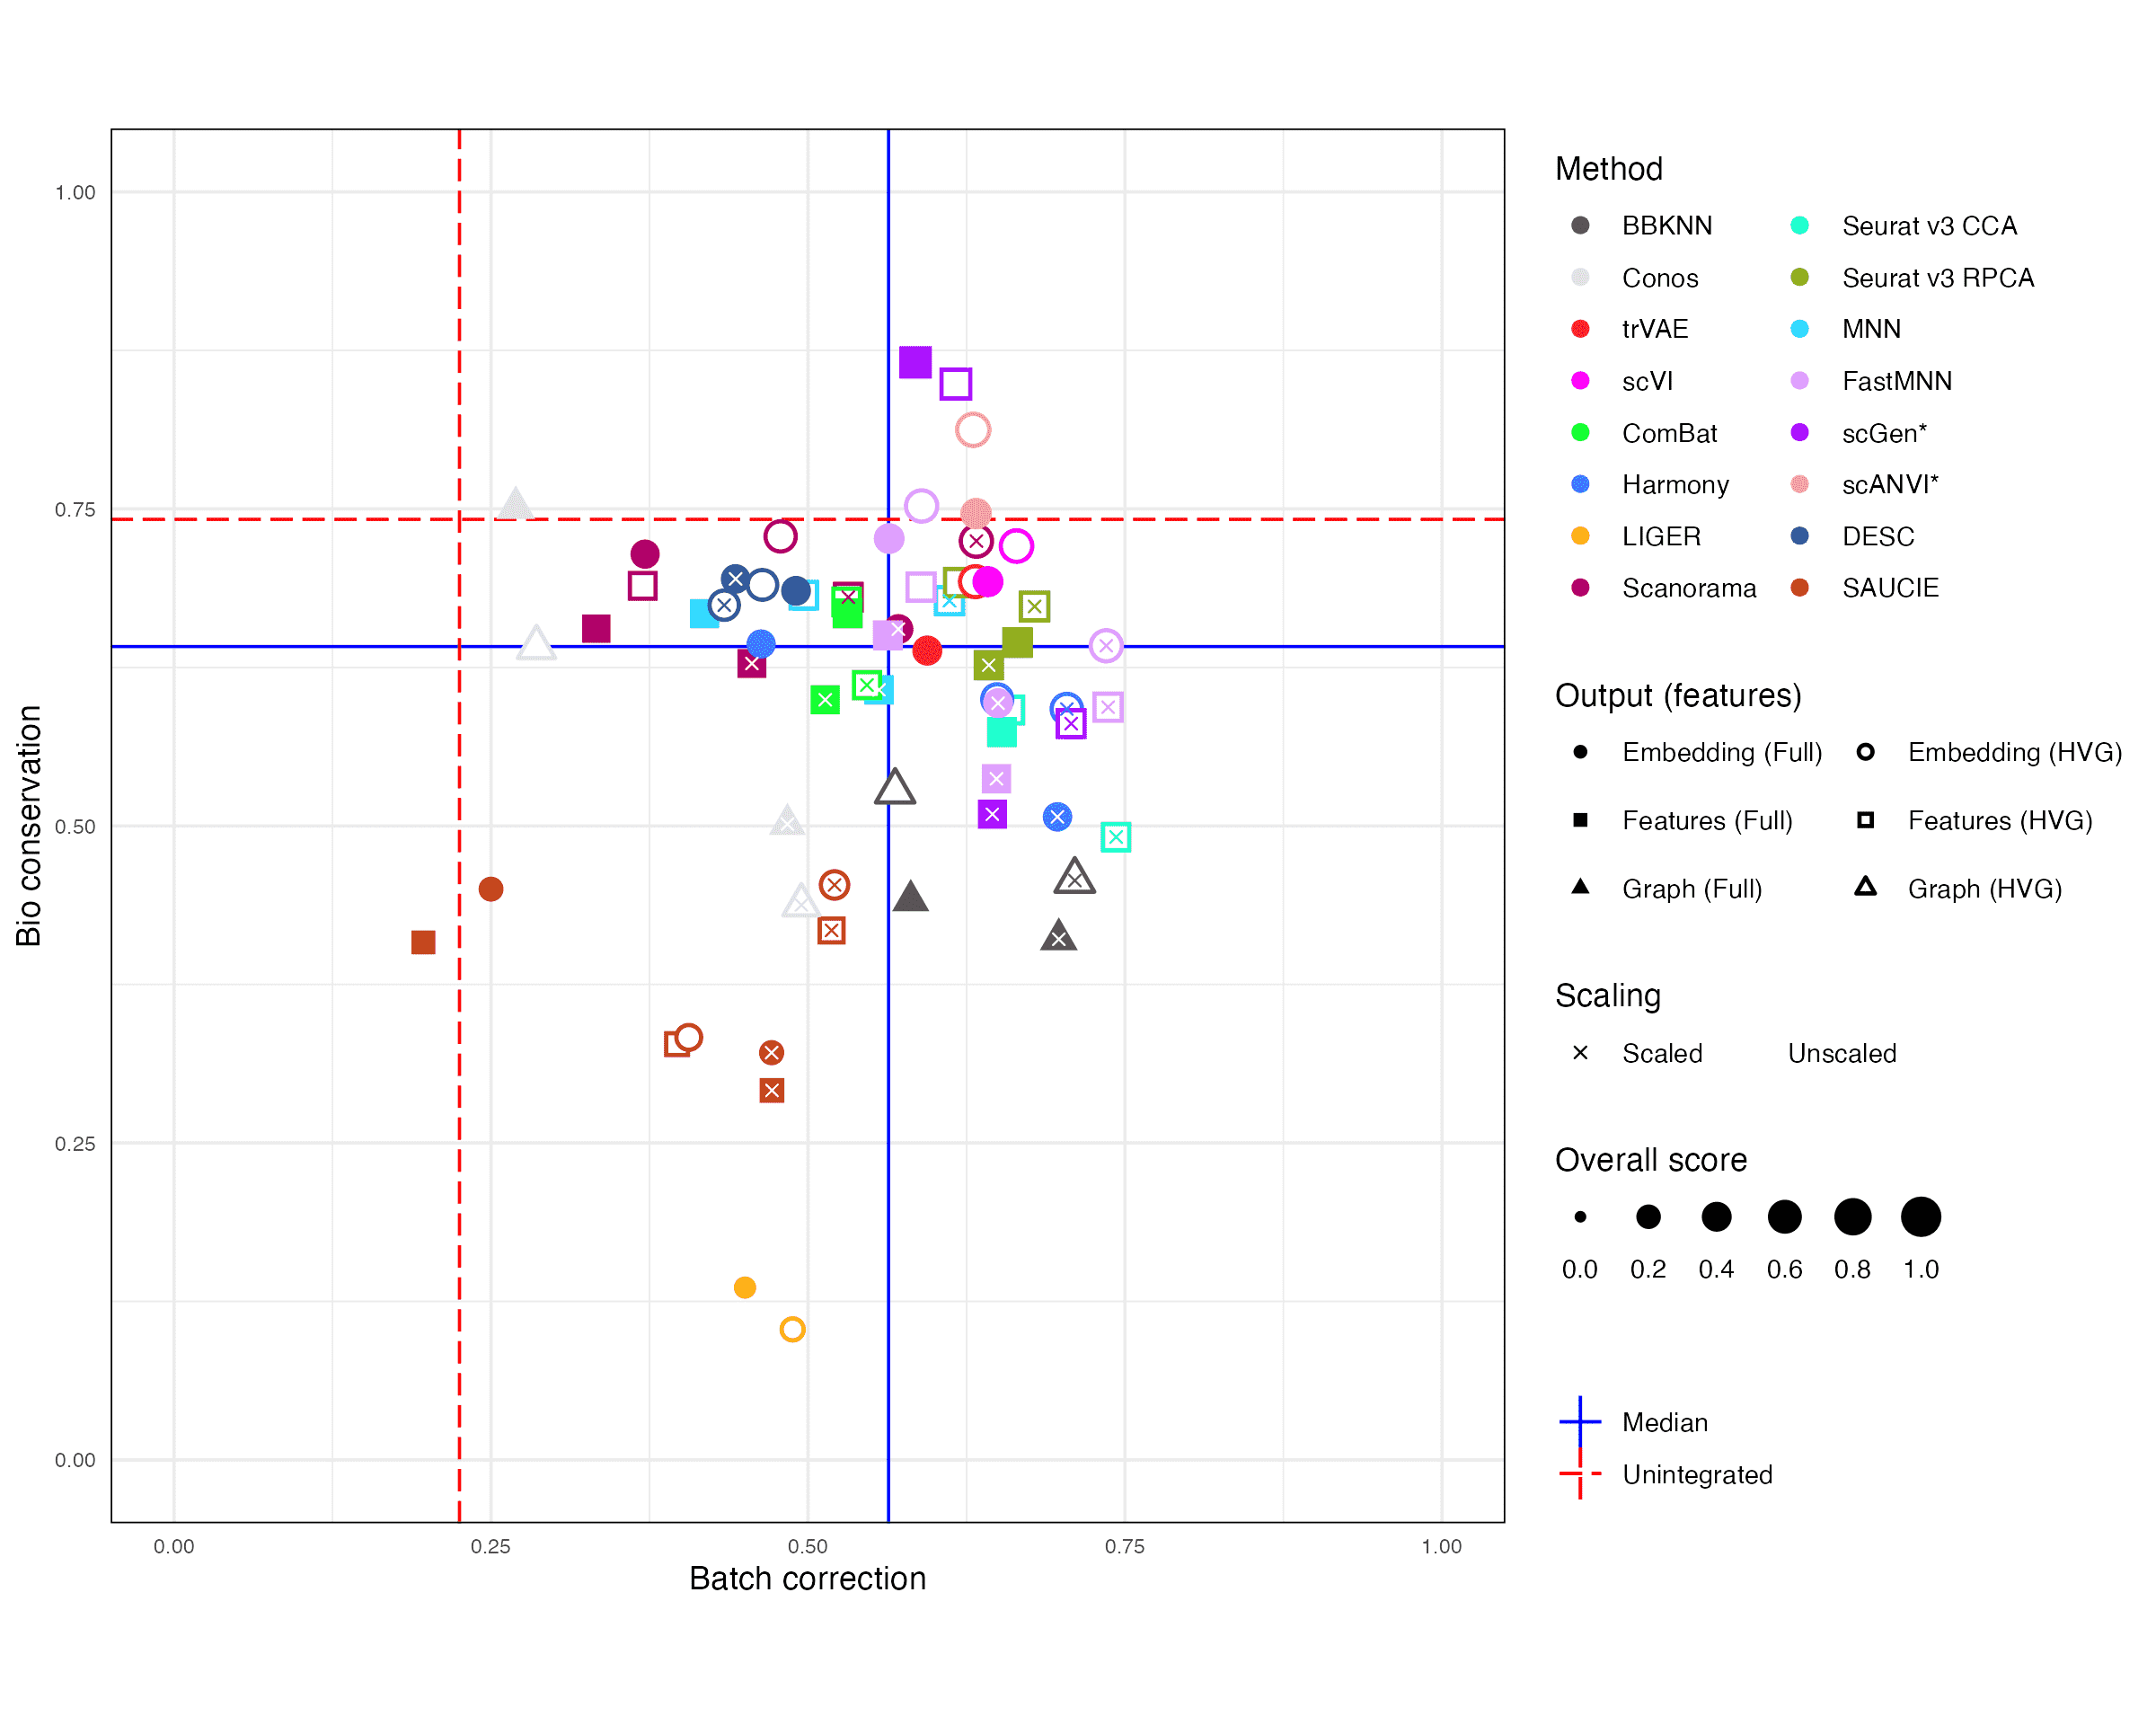 Bio conservation
1.00
0.75
0.50
0.25
0.00
0.00 0.25 0.50 0.75 1.00
Batch correction
Method
BBKNN Seurat v3 CCA
Conos Seurat v3 RPCA
trVAE MNN
scVI FastMNN
ComBat scGen*
Harmony scANVI*
LIGER DESC
Scanorama SAUCIE
Output (features)
Embedding (Full) Embedding (HVG)
Features (Full) Features (HVG)
Graph (Full) Graph (HVG)
Scaling
Scaled Unscaled
Overall score
0.0 0.2 0.4 0.6 0.8 1.0
Median
Unintegrated